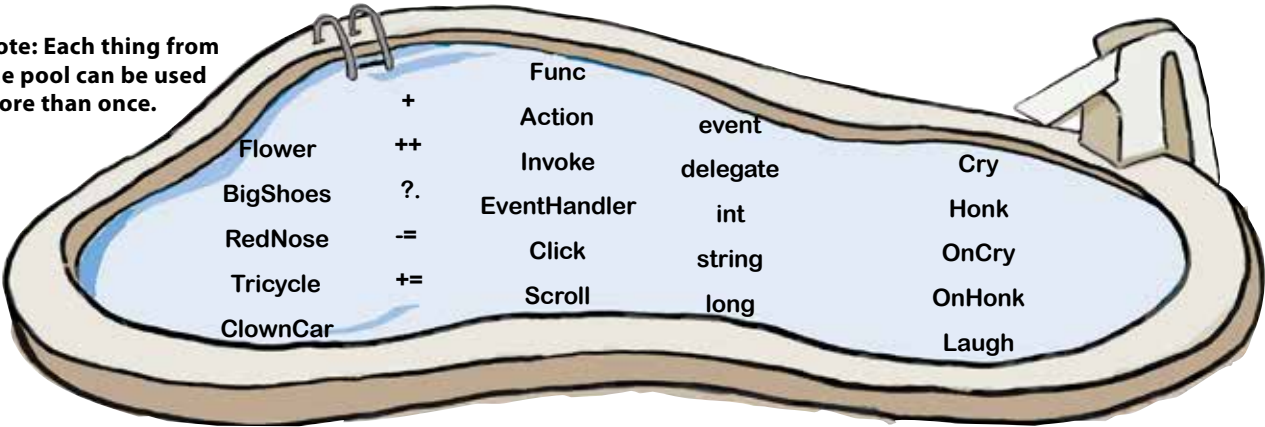 ote: Each thing from
e pool can be used
ore than once.
Flower
BigShoes
RedNose
Tricycle
ClownCar
+
++
?.
-=
+=
Func
Action
Invoke
EventHandler
Click
Scroll
event
delegate
int
string
long
Cry
Honk
OnCry
OnHonk
Laugh